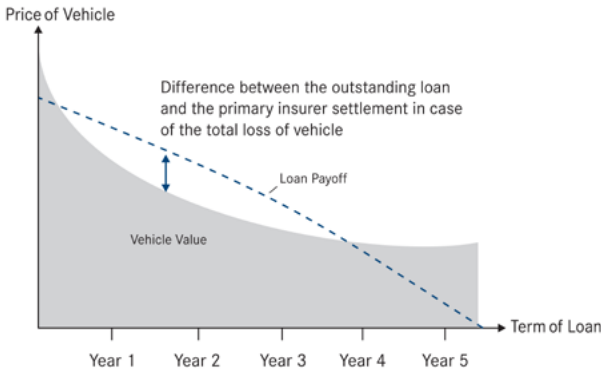 Price of Vehicle
Difference between the outstanding loan
and the primary insurer settlement in case
of the total loss of vehicle
Loan Payoff
Vehicle Value
Term of Loan
Year 1
Year 2
Year 3
Year 4
Year 5